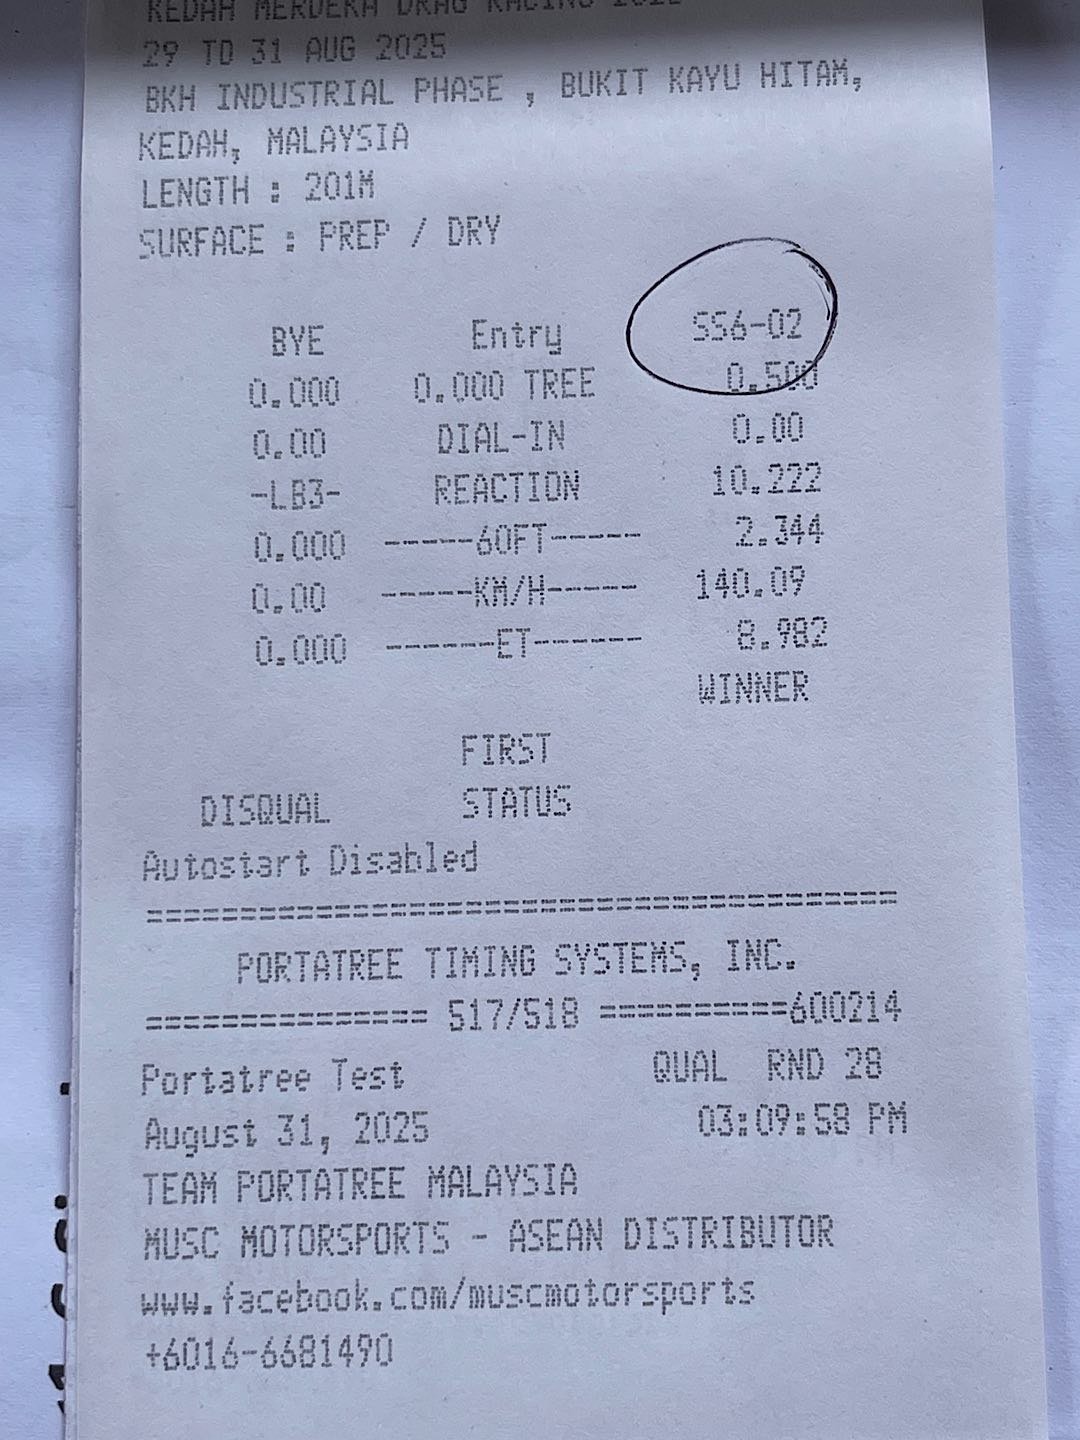 KEDAH MERDEKA DRAG RACING
29 TO 31 AUG 2025
BKH INDUSTRIAL PHASE , BUKIT KAYU HITAM,
KEDAH, MALAYSIA
LENGTH : 201M
SURFACE : PREP / DRY
BYE Entry SS6-02
0.000 0.000 TREE 0.500
0.00 DIAL-IN 0.00
-LB3- REACTION 10.222
0.000 -----60FT----- 2.344
0.00 -----KM/H----- 140.09
0.000 ------ET------ 8.982
WINNER
FIRST
DISQUAL STATUS
Autostart Disabled
========================================
PORTATREE TIMING SYSTEMS, INC.
=============== 517/518 ==========600214
Portatree Test QUAL RND 28
August 31, 2025 03:09:58 PM
TEAM PORTATREE MALAYSIA
MUSC MOTORSPORTS - ASEAN DISTRIBUTOR
www.facebook.com/muscmotorsports
+6016-6681490